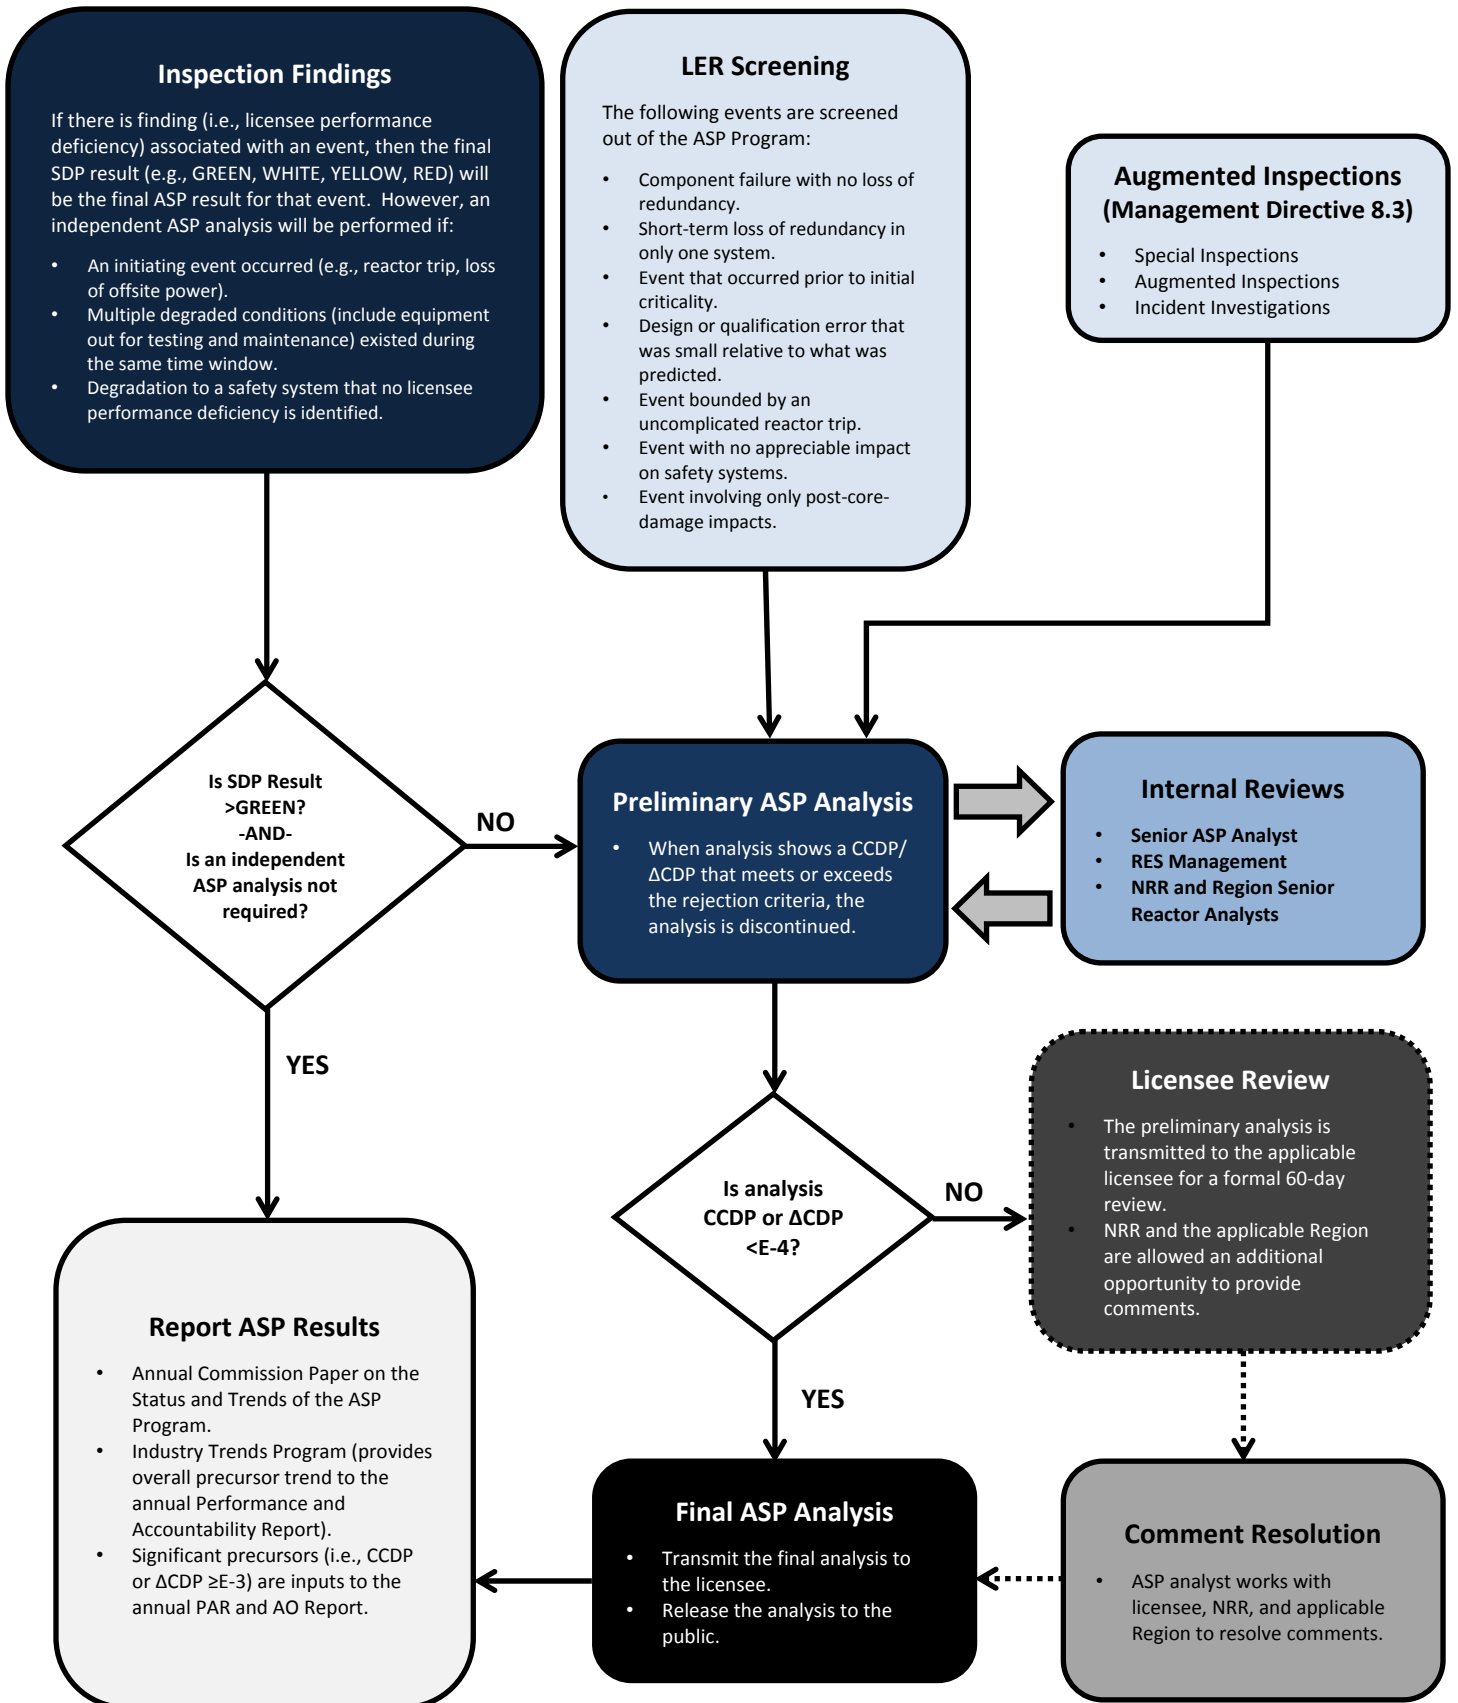 Inspection Findings
If there is finding (i.e., licensee performance
deficiency) associated with an event, then the final
SDP result (e.g., GREEN, WHITE, YELLOW, RED) will
be the final ASP result for that event.  However, an
independent ASP analysis will be performed if:
• An initiating event occurred (e.g., reactor trip, loss
of offsite power).
• Multiple degraded conditions (include equipment
out for testing and maintenance) existed during
the same time window.
• Degradation to a safety system that no licensee
performance deficiency is identified.
LER Screening
The following events are screened
out of the ASP Program:
• Component failure with no loss of
redundancy.
• Short-term loss of redundancy in
only one system.
• Event that occurred prior to initial
criticality.
• Design or qualification error that
was small relative to what was
predicted.
• Event bounded by an
uncomplicated reactor trip.
• Event with no appreciable impact
on safety systems.
• Event involving only post-core-
damage impacts.
Augmented Inspections
(Management Directive 8.3)
• Special Inspections
• Augmented Inspections
• Incident Investigations
Is SDP Result
>GREEN?
-AND-
Is an independent
ASP analysis not
required?
NO
YES
Preliminary ASP Analysis
• When analysis shows a CCDP/
ΔCDP that meets or exceeds
the rejection criteria, the
analysis is discontinued.
Internal Reviews
• Senior ASP Analyst
• RES Management
• NRR and Region Senior
Reactor Analysts
Is analysis
CCDP or ΔCDP
<E-4?
NO
YES
Licensee Review
• The preliminary analysis is
transmitted to the applicable
licensee for a formal 60-day
review.
• NRR and the applicable Region
are allowed an additional
opportunity to provide
comments.
Report ASP Results
• Annual Commission Paper on the
Status and Trends of the ASP
Program.
• Industry Trends Program (provides
overall precursor trend to the
annual Performance and
Accountability Report).
• Significant precursors (i.e., CCDP
or ΔCDP ≥E-3) are inputs to the
annual PAR and AO Report.
Final ASP Analysis
• Transmit the final analysis to
the licensee.
• Release the analysis to the
public.
Comment Resolution
• ASP analyst works with
licensee, NRR, and applicable
Region to resolve comments.